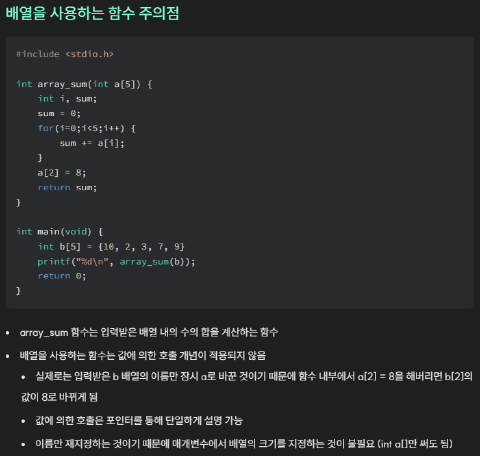 배열을 사용하는 함수 주의점
#include <stdio.h>
int array_sum(int a[5]) {
int i, sum;
sum = 0;
for(i=0;i<5;i++) {
sum += a[i];
}
a[2] = 8;
return sum;
}
int main(void) {
int b[5] = {10, 2, 3, 7, 9}
printf("%d\n", array_sum(b));
return 0;
}
• array_sum 함수는 입력받은 배열 내의 수의 합을 계산하는 함수
• 배열을 사용하는 함수는 값에 의한 호출 개념이 적용되지 않음
• 실제로는 입력받은 b 배열의 이름만 잠시 a로 바꾼 것이기 때문에 함수 내부에서 a[2] = 8을 해버리면 b[2]의
값이 8로 바뀌게 됨
• 값에 의한 호출은 포인터를 통해 단일하게 설명 가능
• 이름만 재지정하는 것이기 때문에 매개변수에서 배열의 크기를 지정하는 것이 불필요 (int a[]만 써도 됨)